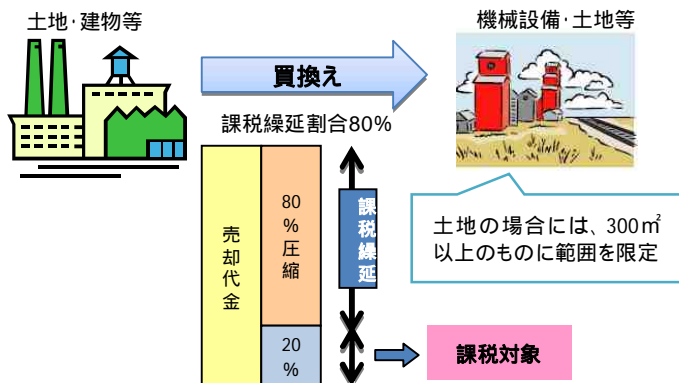 土地・建物等
機械設備・土地等
買換え
課税繰延割合80%
売却代金
80%圧縮
課税繰延
土地の場合には、300㎡
以上のものに範囲を限定
20%
課税対象